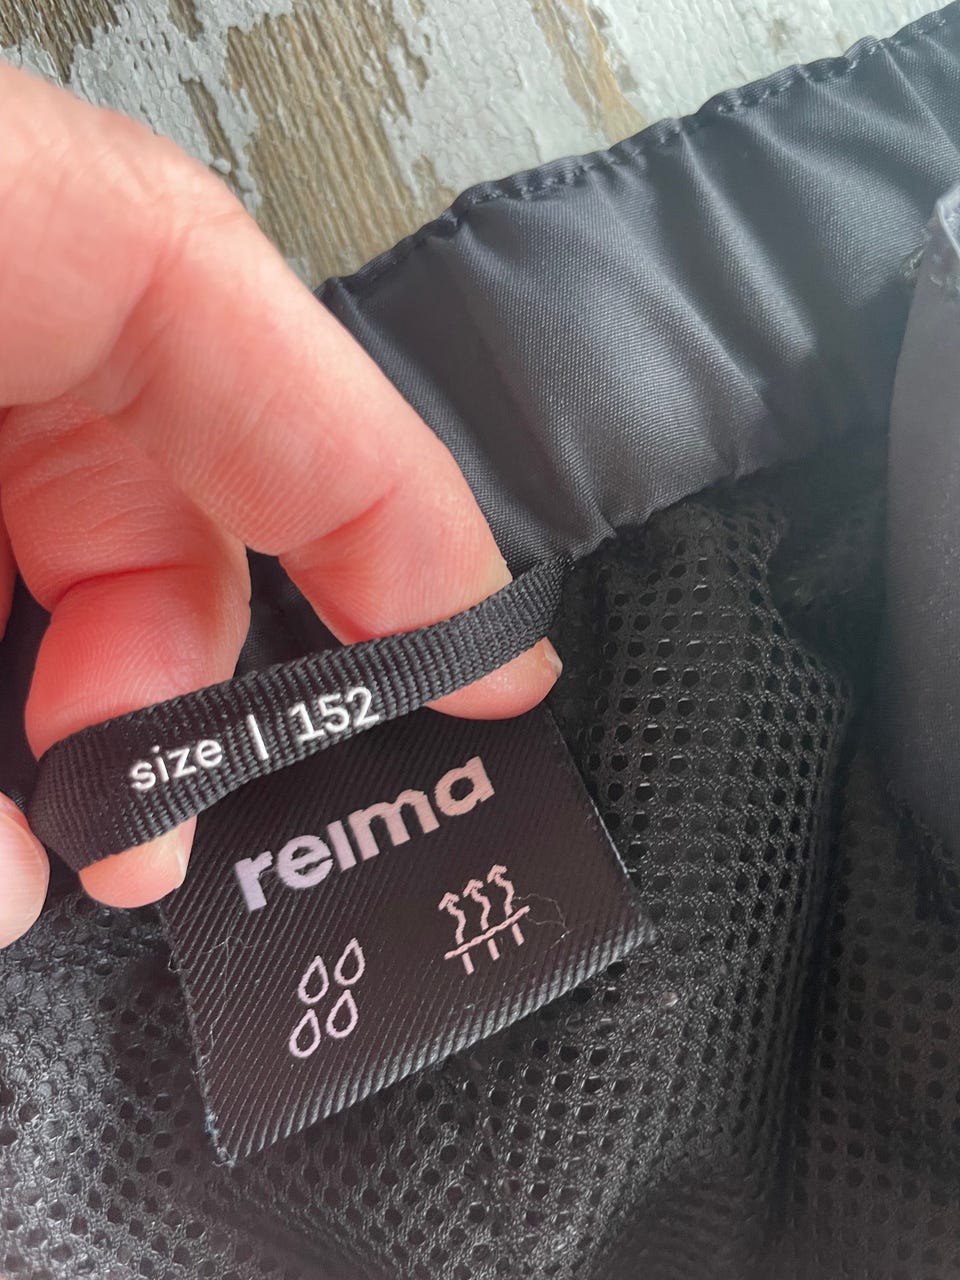 size | 152
reima